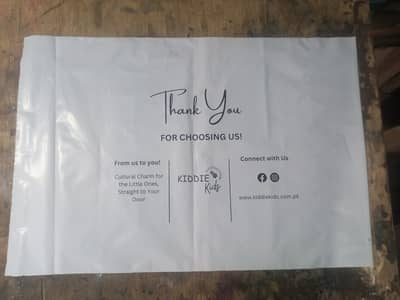 Thank You
FOR CHOOSING US!
From us to you!
Cultural Charm for
the Little Ones,
Straight to Your
Door
KIDDIE
Kids
Connect with Us
www.kiddiekids.com.pk